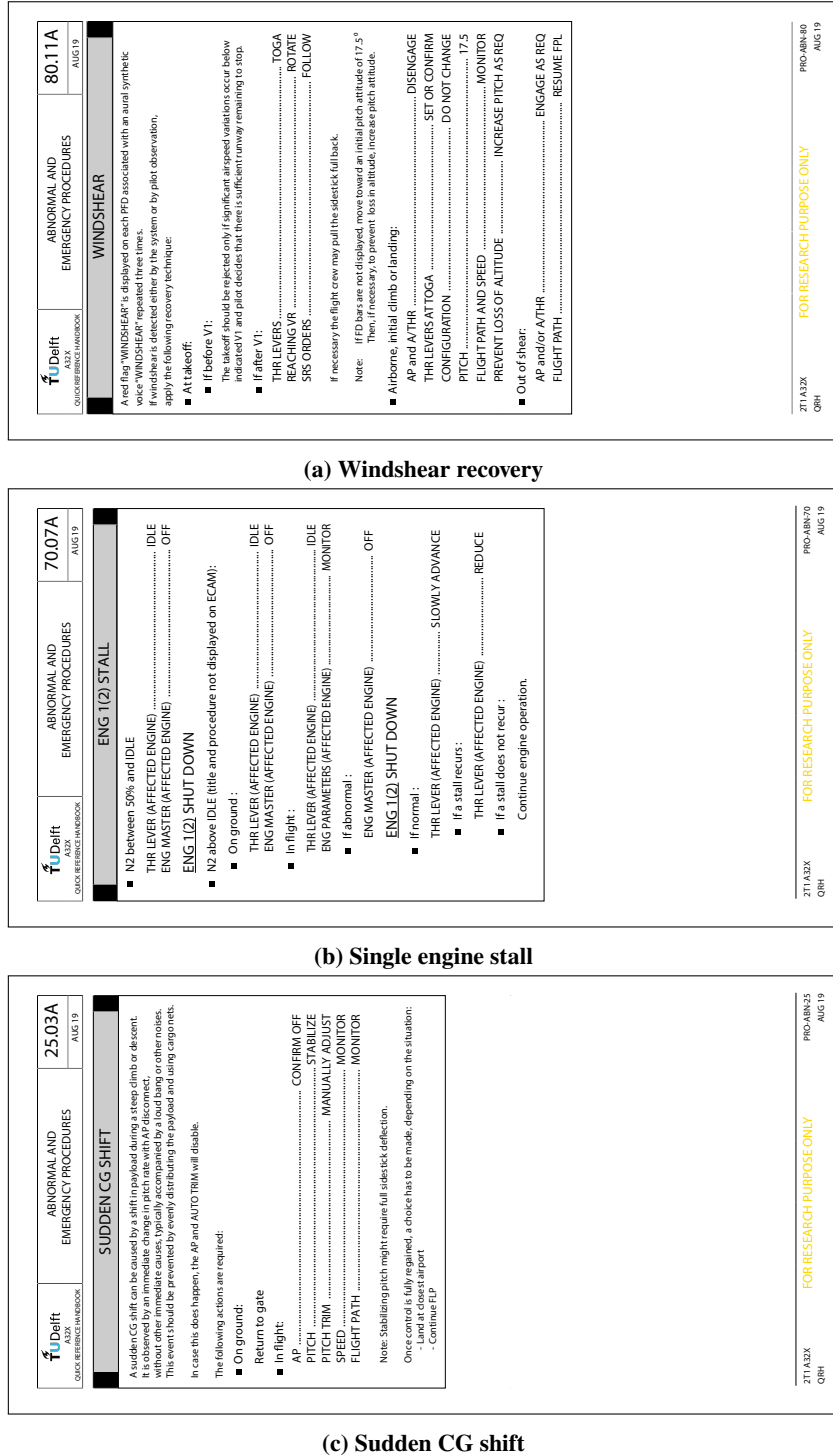 TUDelft
A32X
QUICK REFERENCE HANDBOOK
ABNORMAL AND
EMERGENCY PROCEDURES
80.11A
AUG 19
WINDSHEAR
A red flag "WINDSHEAR" is displayed on each PFD associated with an aural synthetic
voice "WINDSHEAR" repeated three times.
If windshear is detected either by the system or by pilot observation,
apply the following recovery technique:
■ At takeoff:
■ If before V1:
The takeoff should be rejected only if significant airspeed variations occur below
indicated V1 and pilot decides that there is sufficient runway remaining to stop.
■ If after V1:
THR LEVERS ........ TOGA
REACHING VR ........ ROTATE
SRS ORDERS ........ FOLLOW
If necessary the flight crew may pull the sidestick full back.
Note: If FD bars are not displayed, move toward an initial pitch attitude of 17.5°
Then, if necessary, to prevent loss in altitude, increase pitch attitude.
■ Airborne, initial climb or landing:
AP and A/THR ........ DISENGAGE
THR LEVERS AT TOGA ........ SET OR CONFIRM
CONFIGURATION ........ DO NOT CHANGE
PITCH ........ 17.5
FLIGHT PATH AND SPEED ........ MONITOR
PREVENT LOSS OF ALTITUDE ........ INCREASE PITCH AS REQ
■ Out of shear:
AP and/or A/THR ........ ENGAGE AS REQ
FLIGHT PATH ........ RESUME FPL
2T1 A32X
QRH
FOR RESEARCH PURPOSE ONLY
PRO-ABN-80
AUG 19
(a) Windshear recovery
TUDelft
A32X
QUICK REFERENCE HANDBOOK
ABNORMAL AND
EMERGENCY PROCEDURES
70.07A
AUG 19
ENG 1(2) STALL
■ N2 between 50% and IDLE
THR LEVER (AFFECTED ENGINE) ........ IDLE
ENG MASTER (AFFECTED ENGINE) ........ OFF
ENG 1(2) SHUT DOWN
■ N2 above IDLE (title and procedure not displayed on ECAM):
■ On ground :
THR LEVER (AFFECTED ENGINE) ........ IDLE
ENG MASTER (AFFECTED ENGINE) ........ OFF
■ In flight :
THR LEVER (AFFECTED ENGINE) ........ IDLE
ENG PARAMETERS (AFFECTED ENGINE) ........ MONITOR
■ If abnormal :
ENG MASTER (AFFECTED ENGINE) ........ OFF
ENG 1(2) SHUT DOWN
■ If normal :
THR LEVER (AFFECTED ENGINE) ........ SLOWLY ADVANCE
■ If a stall recurs :
THR LEVER (AFFECTED ENGINE) ........ REDUCE
■ If a stall does not recur :
Continue engine operation.
2T1 A32X
QRH
FOR RESEARCH PURPOSE ONLY
PRO-ABN-70
AUG 19
(b) Single engine stall
TUDelft
A32X
QUICK REFERENCE HANDBOOK
ABNORMAL AND
EMERGENCY PROCEDURES
25.03A
AUG 19
SUDDEN CG SHIFT
A sudden CG shift can be caused by a shift in payload during a steep climb or descent.
It is observed by an immediate change in pitch rate with AP disconnect,
without other immediate causes, typically accompanied by a loud bang or other noises.
This event should be prevented by evenly distributing the payload and using cargo nets.
In case this does happen, the AP and AUTO TRIM will disable.
The following actions are required:
■ On ground:
Return to gate
■ In flight:
AP ........ CONFIRM OFF
PITCH ........ STABILIZE
PITCH TRIM ........ MANUALLY ADJUST
SPEED ........ MONITOR
FLIGHT PATH ........ MONITOR
Note: Stabilizing pitch might require full sidestick deflection.
Once control is fully regained, a choice has to be made, depending on the situation:
- Land at closest airport
- Continue FLP
2T1 A32X
QRH
FOR RESEARCH PURPOSE ONLY
PRO-ABN-25
AUG 19
(c) Sudden CG shift